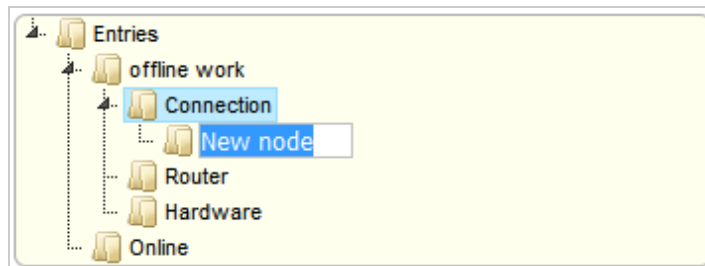 Entries
offline work
Connection
New node
Router
Hardware
Online